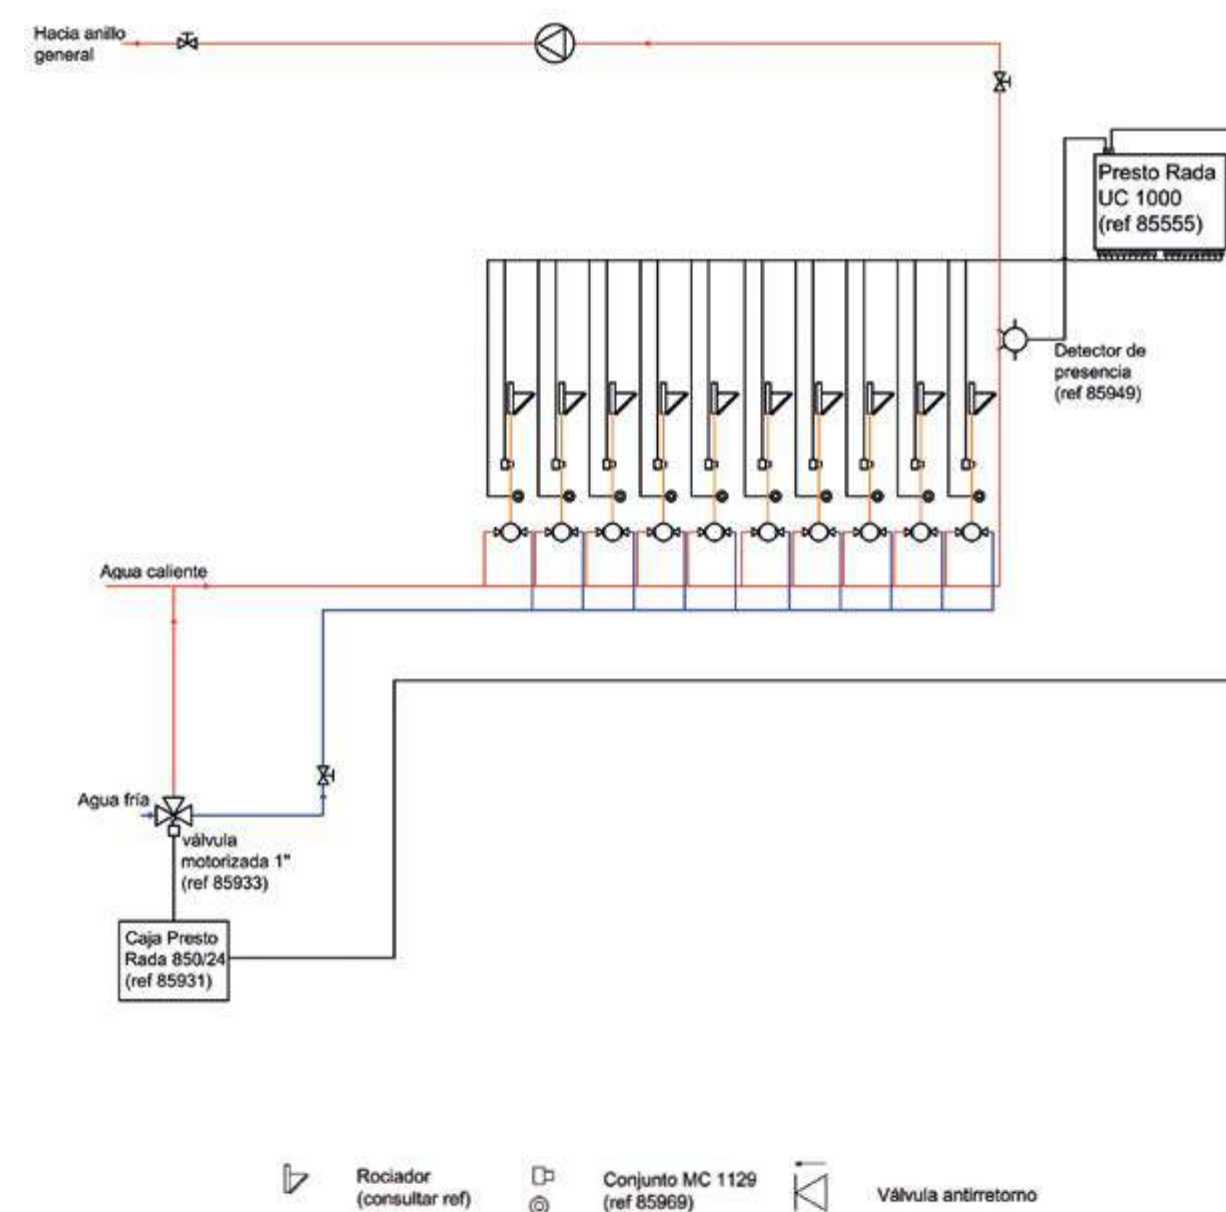 Hacia anillo
general
Presto Rada
UC 1000
(ref 85555)
Detector de
presencia
(ref 85949)
Agua caliente
Agua fría
válvula
motorizada 1"
(ref 85933)
Caja Presto
Rada 850/24
(ref 85931)
Rociador
(consultar ref)
Conjunto MC 1129
(ref 85969)
Válvula antirretorno